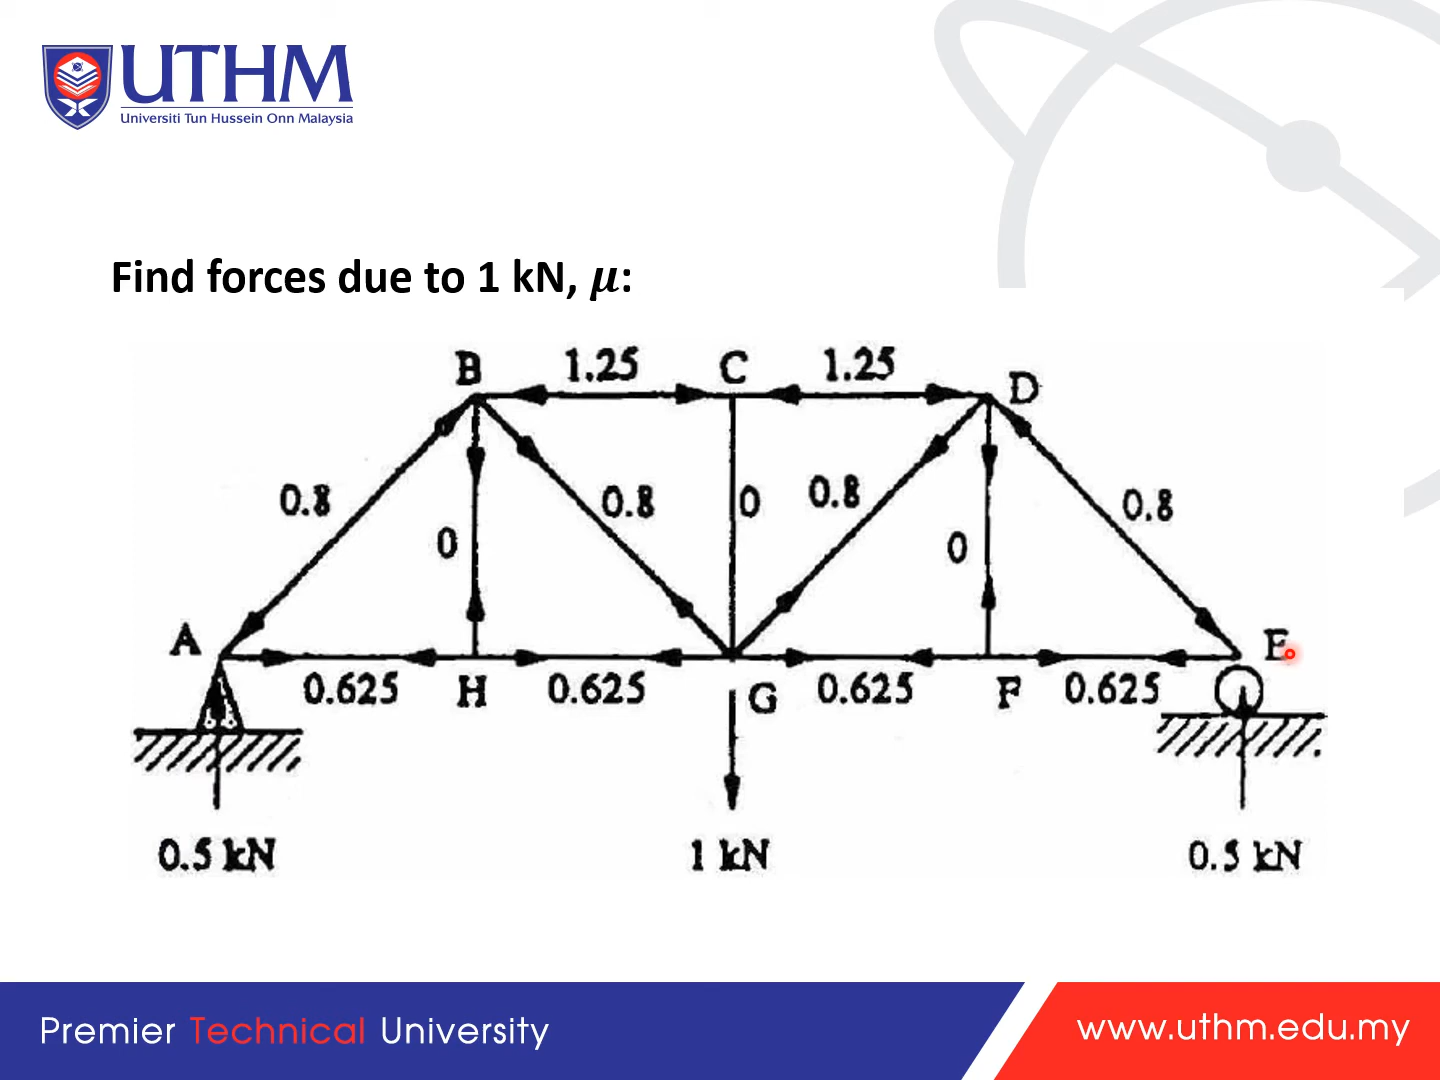 UTHM
Universiti Tun Hussein Onn Malaysia
Find forces due to 1 kN, μ:
B 1.25 C 1.25 D
0.8 0.8 0 0.8 0.8
0 0
A E
0.625 H 0.625 G 0.625 F 0.625
0.5 kN 1 kN 0.5 kN
Premier Technical University
www.uthm.edu.my